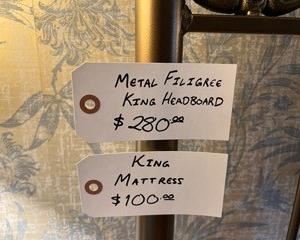 METAL FILIGREE
KING HEADBOARD
$280.00
KING
MATTRESS
$100.00